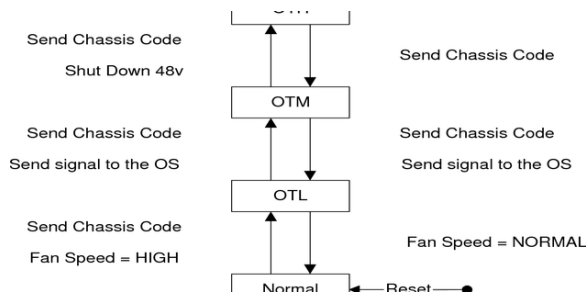 Send Chassis Code
Shut Down 48v
Send Chassis Code
OTM
Send Chassis Code
Send signal to the OS
Send Chassis Code
Send signal to the OS
OTL
Send Chassis Code
Fan Speed = HIGH
Fan Speed = NORMAL
Normal
Reset